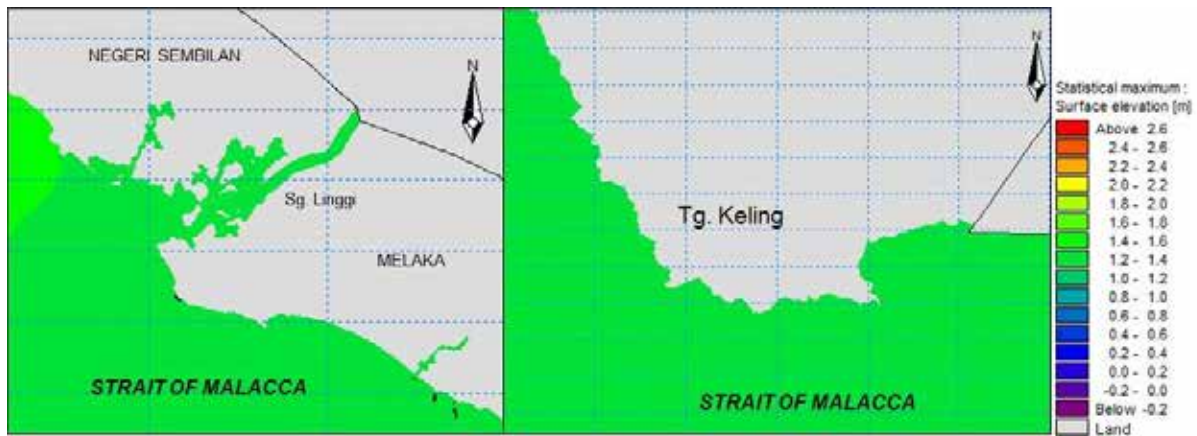 NEGERI SEMBILAN
N
Sg. Linggi
MELAKA
STRAIT OF MALACCA
N
Tg. Keling
STRAIT OF MALACCA
Statistical maximum :
Surface elevation [m]
Above 2.6
2.4 - 2.6
2.2 - 2.4
2.0 - 2.2
1.8 - 2.0
1.6 - 1.8
1.4 - 1.6
1.2 - 1.4
1.0 - 1.2
0.8 - 1.0
0.6 - 0.8
0.4 - 0.6
0.2 - 0.4
0.0 - 0.2
-0.2 - 0.0
Below -0.2
Land